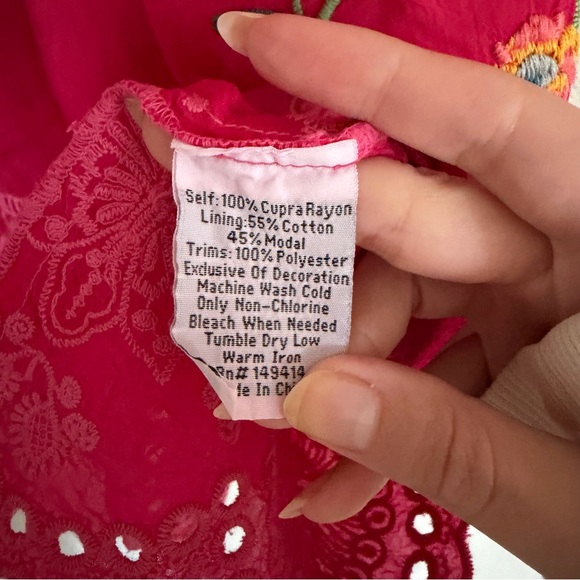 Self:100% Cupra Rayon
Lining:55% Cotton
45% Modal
Trims:100% Polyester
Exclusive Of Decoration
Machine Wash Cold
Only Non-Chlorine
Bleach When Needed
Tumble Dry Low
Warm Iron
Rn# 149414
In